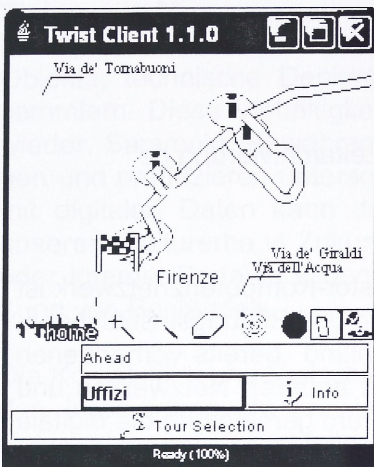 Twist Client 1.1.0
Via de' Tornabuoni
Via de' Giraldi
Via dell'Acqua
Firenze
home
Ahead
Uffizi
i, Info
Tour Selection
Ready (100%)